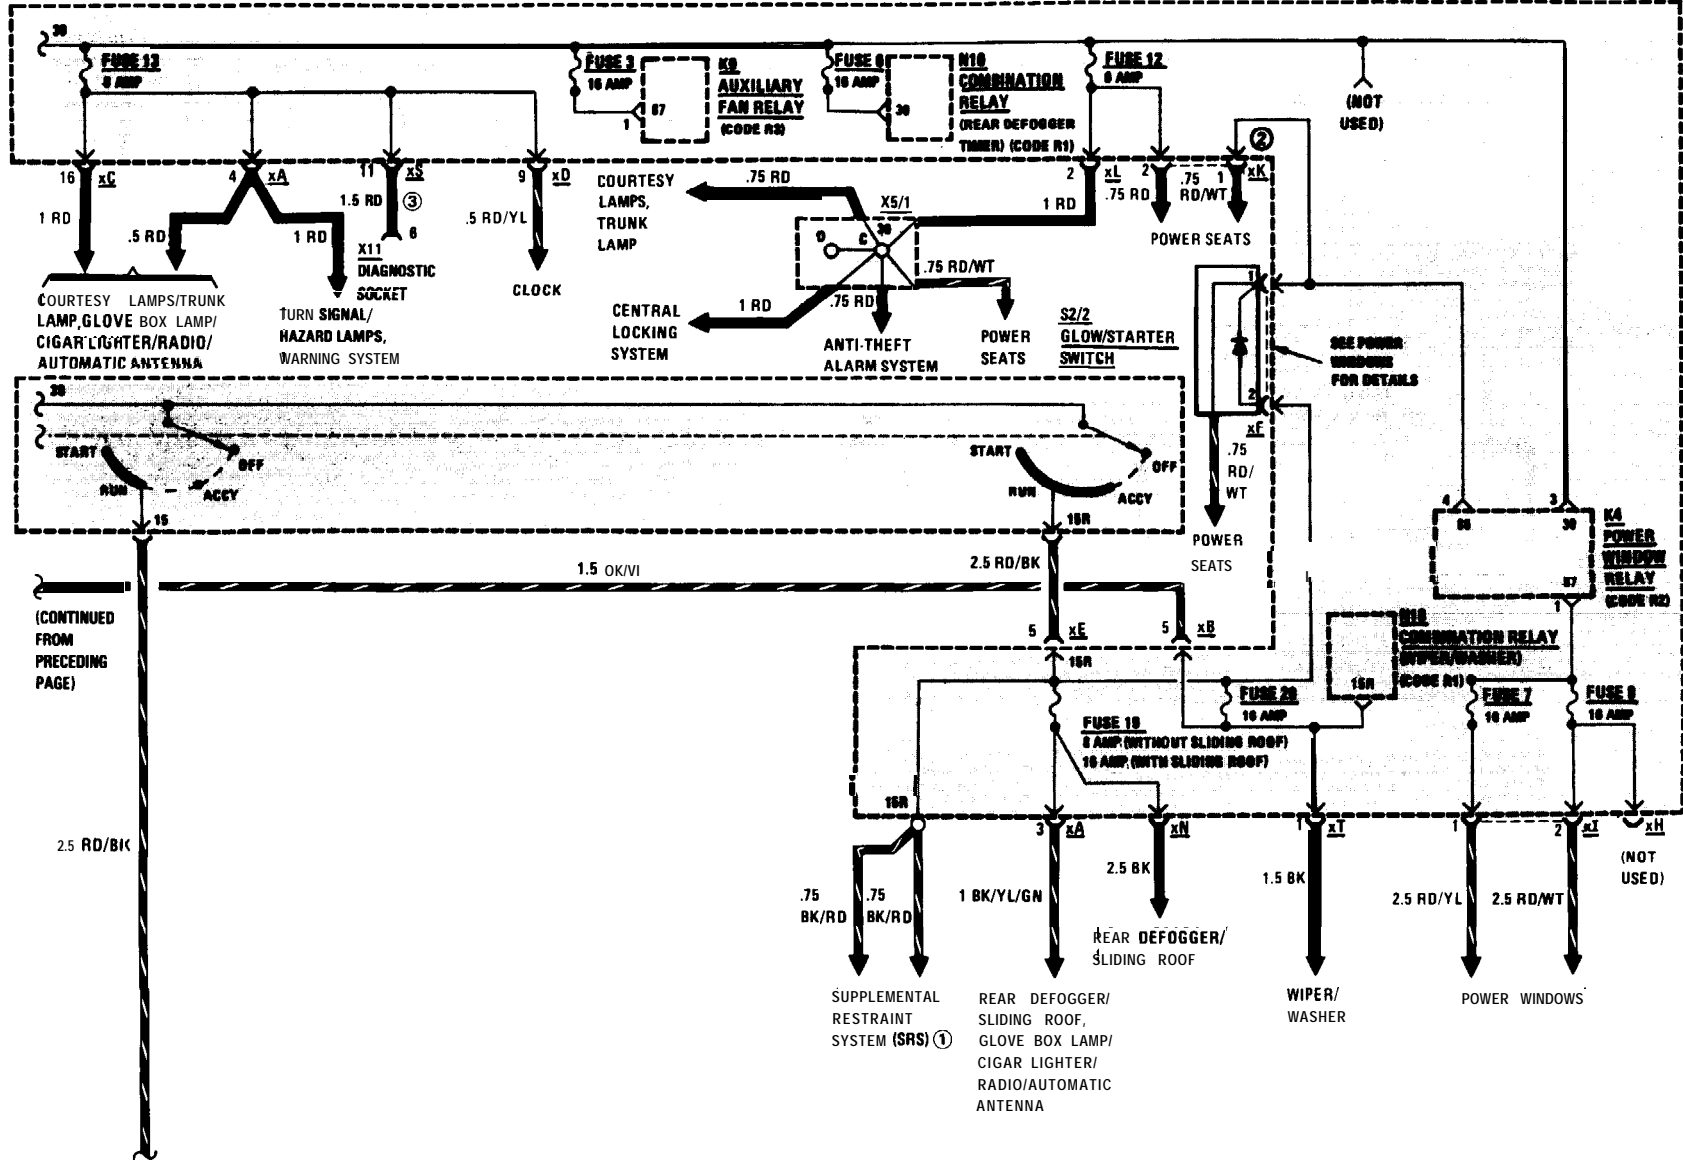 30
FUSE 13
8 AMP
FUSE 3
16 AMP
67
1
K9
AUXILIARY
FAN RELAY
(CODE R3)
FUSE 6
16 AMP
30
N10
COMBINATION
RELAY
(REAR DEFOGGER
TIMER) (CODE R1)
FUSE 12
8 AMP
(NOT
USED)
2
16 xC
4 xA
11 xS
9 xD
2 xL
2
1 xK
1 RD
.5 RD
1 RD
1.5 RD 3
6
X11
DIAGNOSTIC
SOCKET
.5 RD/YL
CLOCK
COURTESY LAMPS/TRUNK
LAMP,GLOVE BOX LAMP/
CIGAR LIGHTER/RADIO/
AUTOMATIC ANTENNA
TURN SIGNAL/
HAZARD LAMPS,
WARNING SYSTEM
COURTESY
LAMPS,
TRUNK
LAMP
.75 RD
X5/1
30
C
D
1 RD
.75 RD
.75
RD/WT
POWER SEATS
.75 RD/WT
1 RD
.75 RD
CENTRAL
LOCKING
SYSTEM
ANTI-THEFT
ALARM SYSTEM
POWER
SEATS
S2/2
GLOW/STARTER
SWITCH
1
2
xF
SEE POWER
WINDOWS
FOR DETAILS
.75
RD/
WT
POWER
SEATS
30
START
RUN
ACCY
OFF
15
START
RUN
ACCY
OFF
15R
4
3
86
30
87
1
K4
POWER
WINDOW
RELAY
(CODE R2)
1.5 OK/VI
2.5 RD/BK
(CONTINUED
FROM
PRECEDING
PAGE)
5 xE
5 xB
15R
N10
COMBINATION RELAY
(WIPER/WASHER)
(CODE R1)
15R
FUSE 20
16 AMP
FUSE 7
16 AMP
FUSE 8
16 AMP
FUSE 19
8 AMP (WITHOUT SLIDING ROOF)
16 AMP (WITH SLIDING ROOF)
15R
3 xA
xN
1 xT
1
2 xI
xH
(NOT
USED)
2.5 RD/BK
.75
BK/RD
.75
BK/RD
1 BK/YL/GN
2.5 BK
1.5 BK
2.5 RD/YL
2.5 RD/WT
REAR DEFOGGER/
SLIDING ROOF
SUPPLEMENTAL
RESTRAINT
SYSTEM (SRS) 1
REAR DEFOGGER/
SLIDING ROOF,
GLOVE BOX LAMP/
CIGAR LIGHTER/
RADIO/AUTOMATIC
ANTENNA
WIPER/
WASHER
POWER WINDOWS